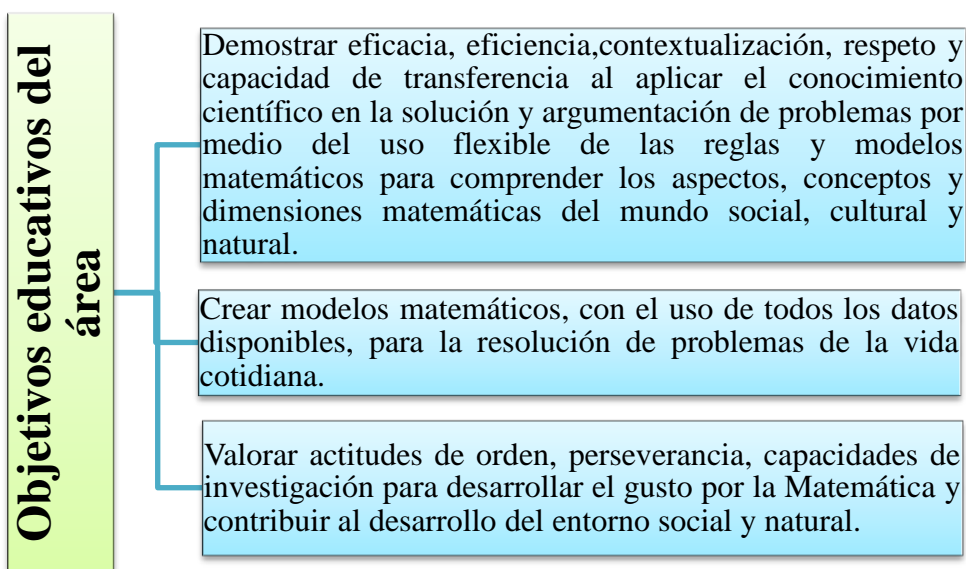 Objetivos educativos del
área
Demostrar eficacia, eficiencia,contextualización, respeto y
capacidad de transferencia al aplicar el conocimiento
científico en la solución y argumentación de problemas por
medio del uso flexible de las reglas y modelos
matemáticos para comprender los aspectos, conceptos y
dimensiones matemáticas del mundo social, cultural y
natural.
Crear modelos matemáticos, con el uso de todos los datos
disponibles, para la resolución de problemas de la vida
cotidiana.
Valorar actitudes de orden, perseverancia, capacidades de
investigación para desarrollar el gusto por la Matemática y
contribuir al desarrollo del entorno social y natural.